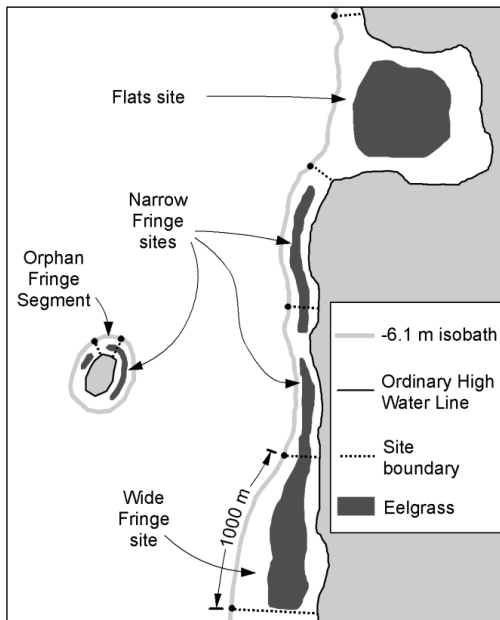 Flats site
Narrow
Fringe
sites
Orphan
Fringe
Segment
-6.1 m isobath
Ordinary High
Water Line
Site
boundary
Eelgrass
Wide
Fringe
site
1000 m